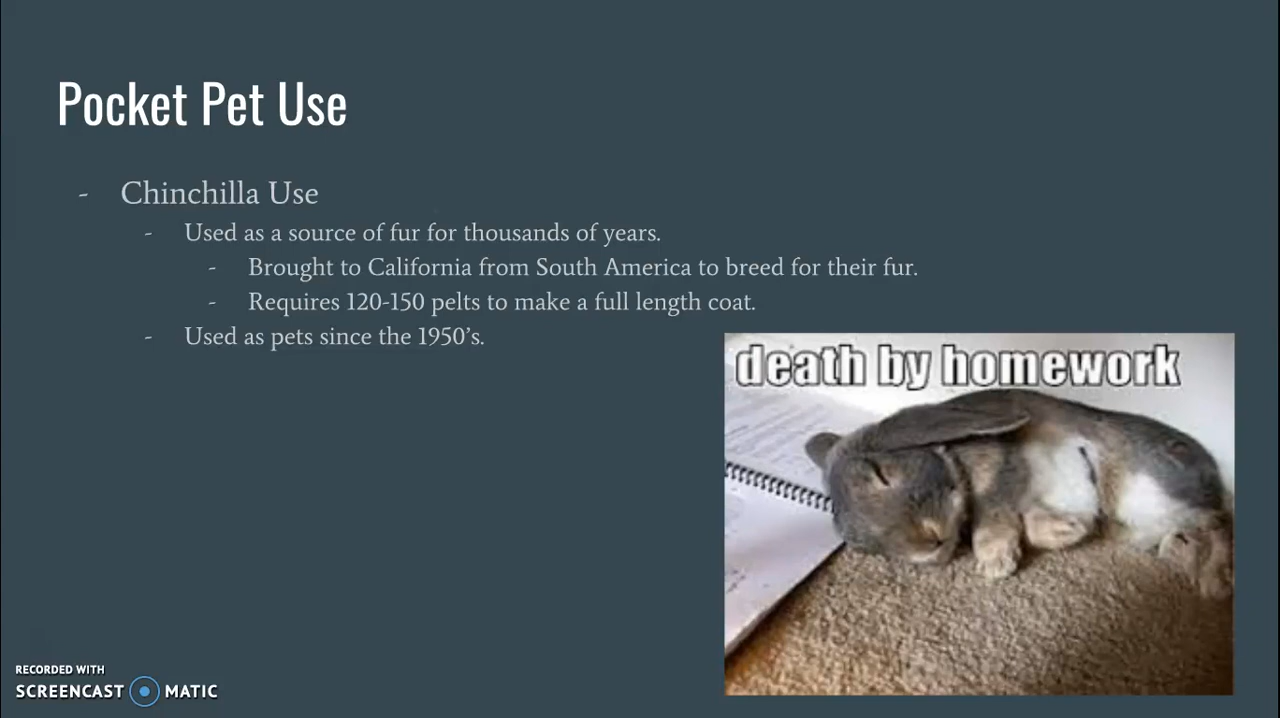 Pocket Pet Use
- Chinchilla Use
- Used as a source of fur for thousands of years.
- Brought to California from South America to breed for their fur.
- Requires 120-150 pelts to make a full length coat.
- Used as pets since the 1950’s.
death by homework
RECORDED WITH
SCREENCAST MATIC